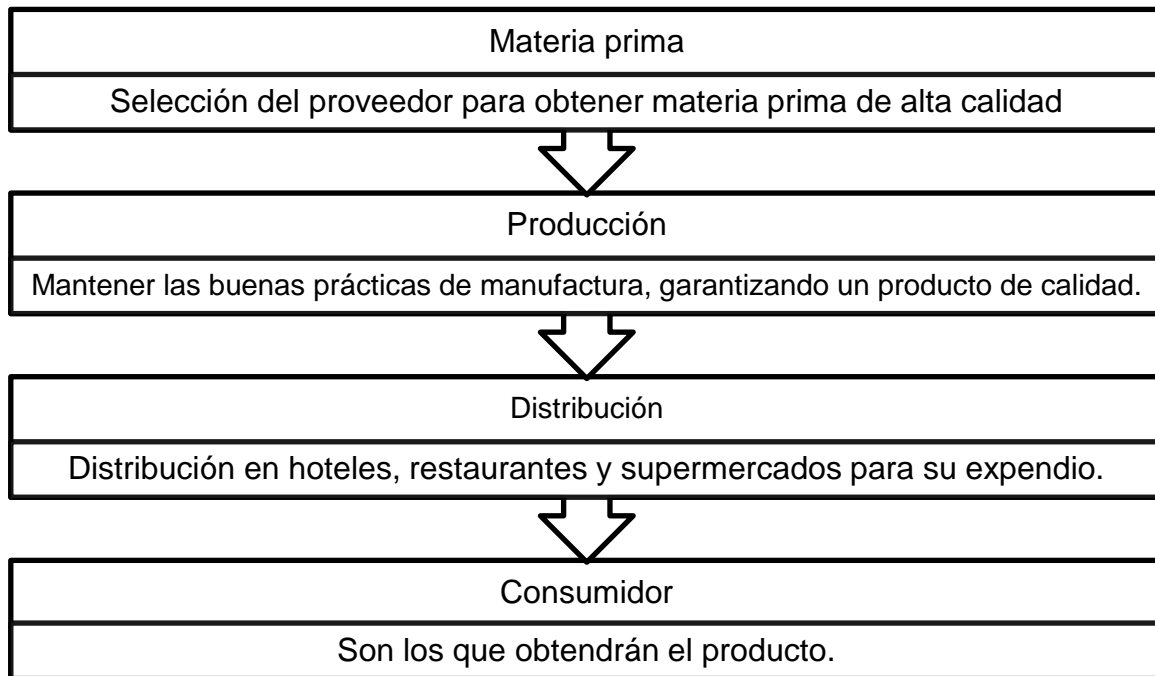 Materia prima
Selección del proveedor para obtener materia prima de alta calidad
Producción
Mantener las buenas prácticas de manufactura, garantizando un producto de calidad.
Distribución
Distribución en hoteles, restaurantes y supermercados para su expendio.
Consumidor
Son los que obtendrán el producto.